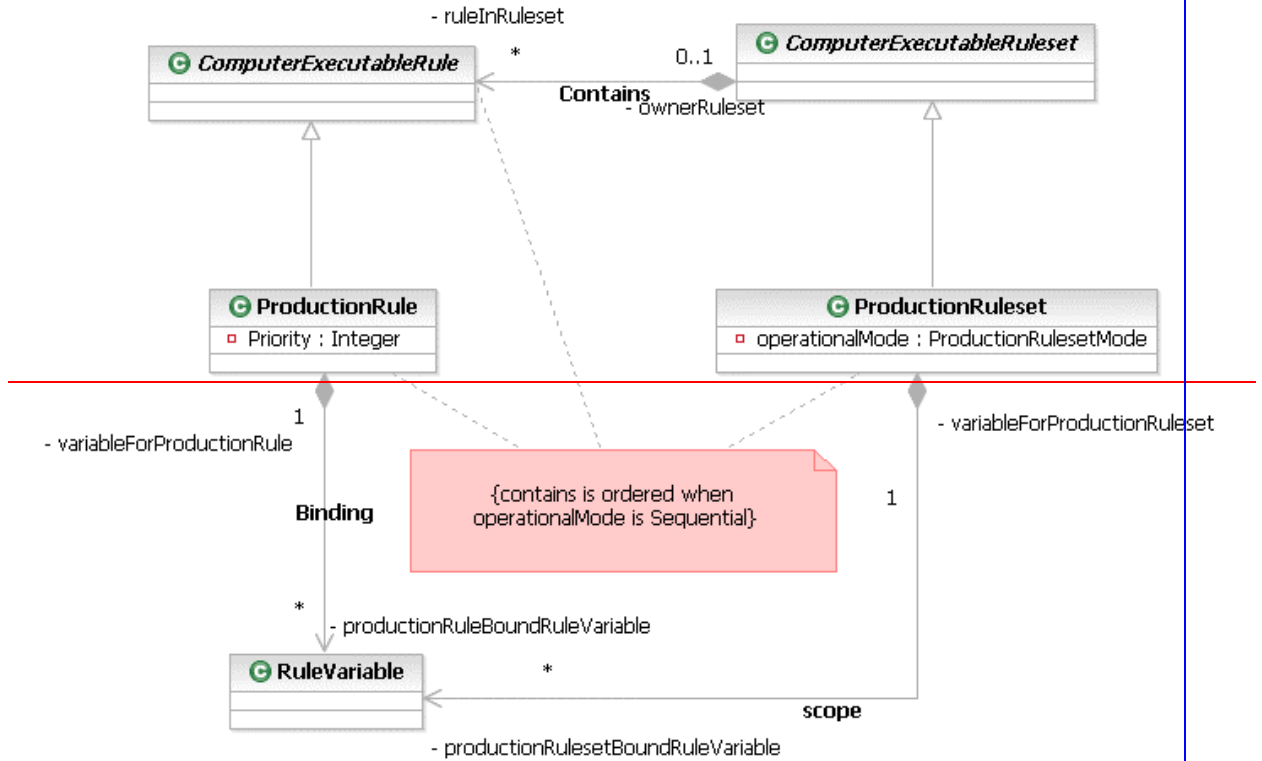 - ruleInRuleset
ComputerExecutableRule
*
0..1
ComputerExecutableRuleset
Contains
- ownerRuleset
ProductionRule
Priority : Integer
ProductionRuleset
operationalMode : ProductionRulesetMode
1
- variableForProductionRule
- variableForProductionRuleset
{contains is ordered when
operationalMode is Sequential}
1
Binding
*
- productionRuleBoundRuleVariable
RuleVariable
*
scope
- productionRulesetBoundRuleVariable